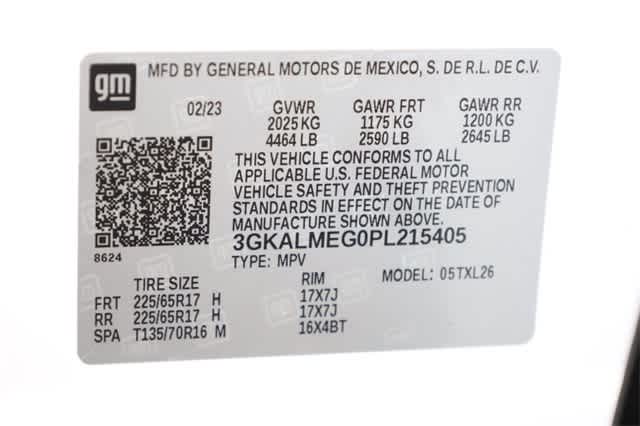 gm MFD BY GENERAL MOTORS DE MEXICO, S. DE R.L. DE C.V.
02/23 GVWR GAWR FRT GAWR RR
2025 KG 1175 KG 1200 KG
4464 LB 2590 LB 2645 LB
THIS VEHICLE CONFORMS TO ALL
APPLICABLE U.S. FEDERAL MOTOR
VEHICLE SAFETY AND THEFT PREVENTION
STANDARDS IN EFFECT ON THE DATE OF
MANUFACTURE SHOWN ABOVE.
3GKALMEG0PL215405
8624
TYPE: MPV MODEL: 05TXL26
TIRE SIZE RIM
FRT 225/65R17 H 17X7J
RR 225/65R17 H 17X7J
SPA T135/70R16 M 16X4BT